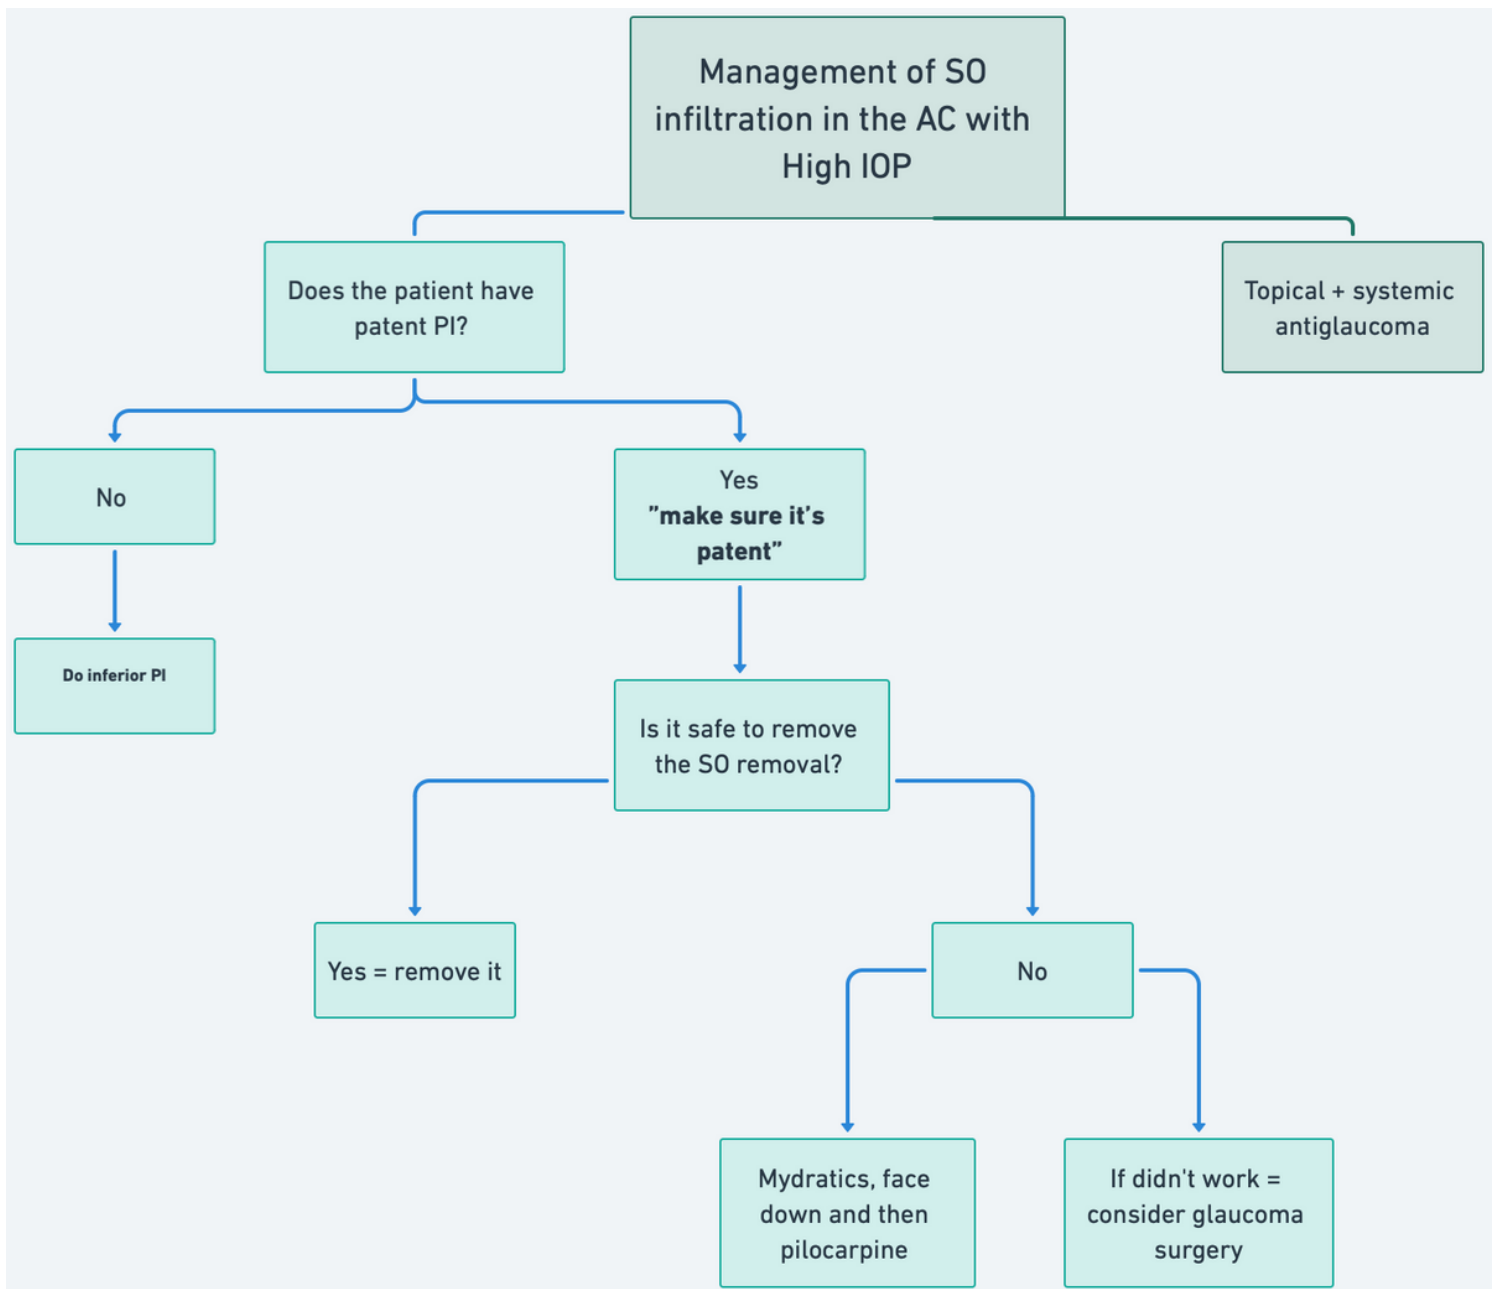 Management of SO
infiltration in the AC with
High IOP
Does the patient have
patent PI?
Topical + systemic
antiglaucoma
No
Yes
”make sure it’s
patent”
Do inferior PI
Is it safe to remove
the SO removal?
Yes = remove it
No
Mydratics, face
down and then
pilocarpine
If didn't work =
consider glaucoma
surgery